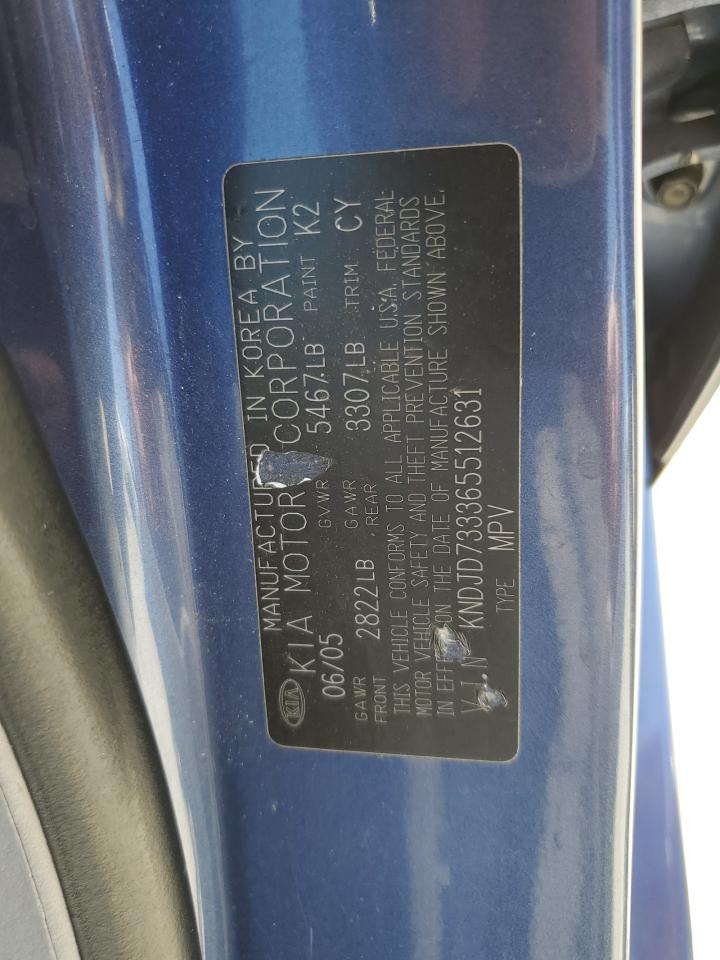 MANUFACTURED IN KOREA BY
KIA KIA MOTOR CORPORATION
06/05 GVWR 5467LB PAINT K2
GAWR FRONT 2822LB GAWR REAR 3307LB TRIM CY
THIS VEHICLE CONFORMS TO ALL APPLICABLE U.S.A. FEDERAL
MOTOR VEHICLE SAFETY AND THEFT PREVENTION STANDARDS
IN EFFECT ON THE DATE OF MANUFACTURE SHOWN ABOVE.
V.I.N KNDJD733365512631
TYPE MPV